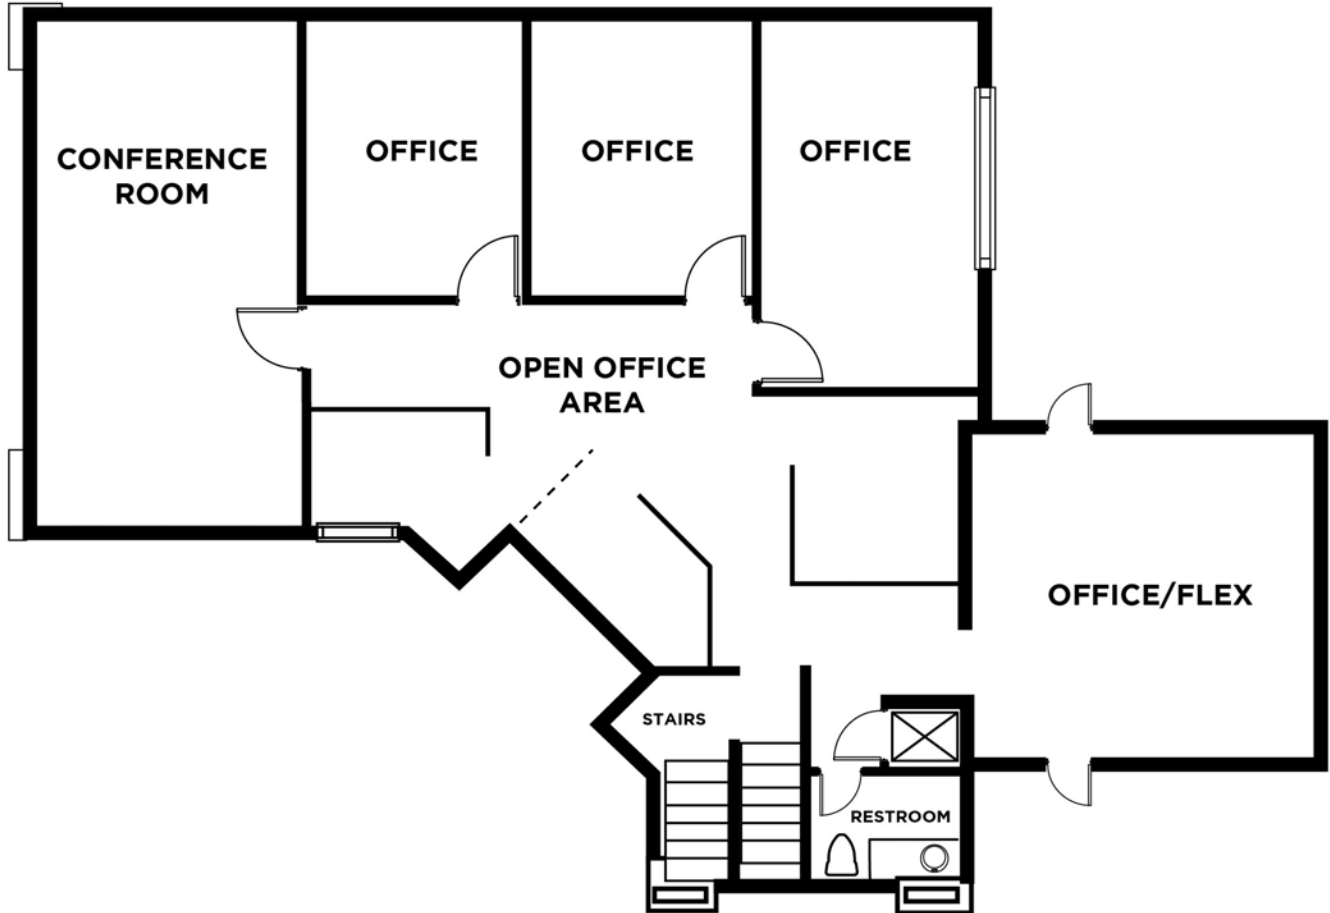 CONFERENCE
ROOM
OFFICE
OFFICE
OFFICE
OPEN OFFICE
AREA
OFFICE/FLEX
STAIRS
RESTROOM